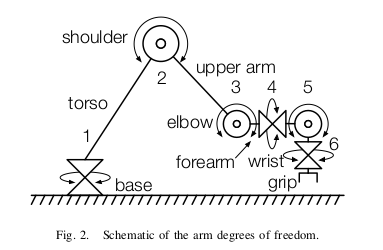 shoulder
2
upper arm
torso
3 4 5
1
elbow
6
forearm wrist
base
grip
Fig. 2. Schematic of the arm degrees of freedom.